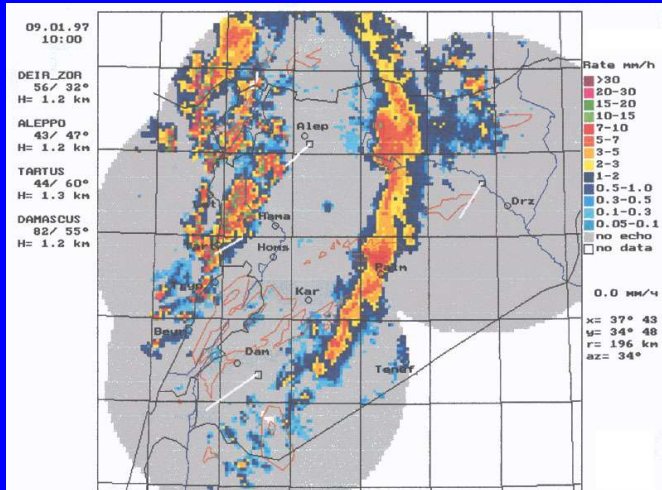 09.01.97
10:00
DEIR_ZOR
56/ 32°
H= 1.2 km
ALEPPO
43/ 47°
H= 1.2 km
TARTUS
44/ 60°
H= 1.3 km
DAMASCUS
82/ 55°
H= 1.2 km
Alep
Drz
Hama
Homs
Palm
Kar
Dam
Tenef
Rate mm/h
>30
20-30
15-20
10-15
7-10
5-7
3-5
2-3
1-2
0.5-1.0
0.3-0.5
0.1-0.3
0.05-0.1
no echo
no data
0.0 мм/ч
x= 37° 43
y= 34° 48
r= 196 km
az= 34°